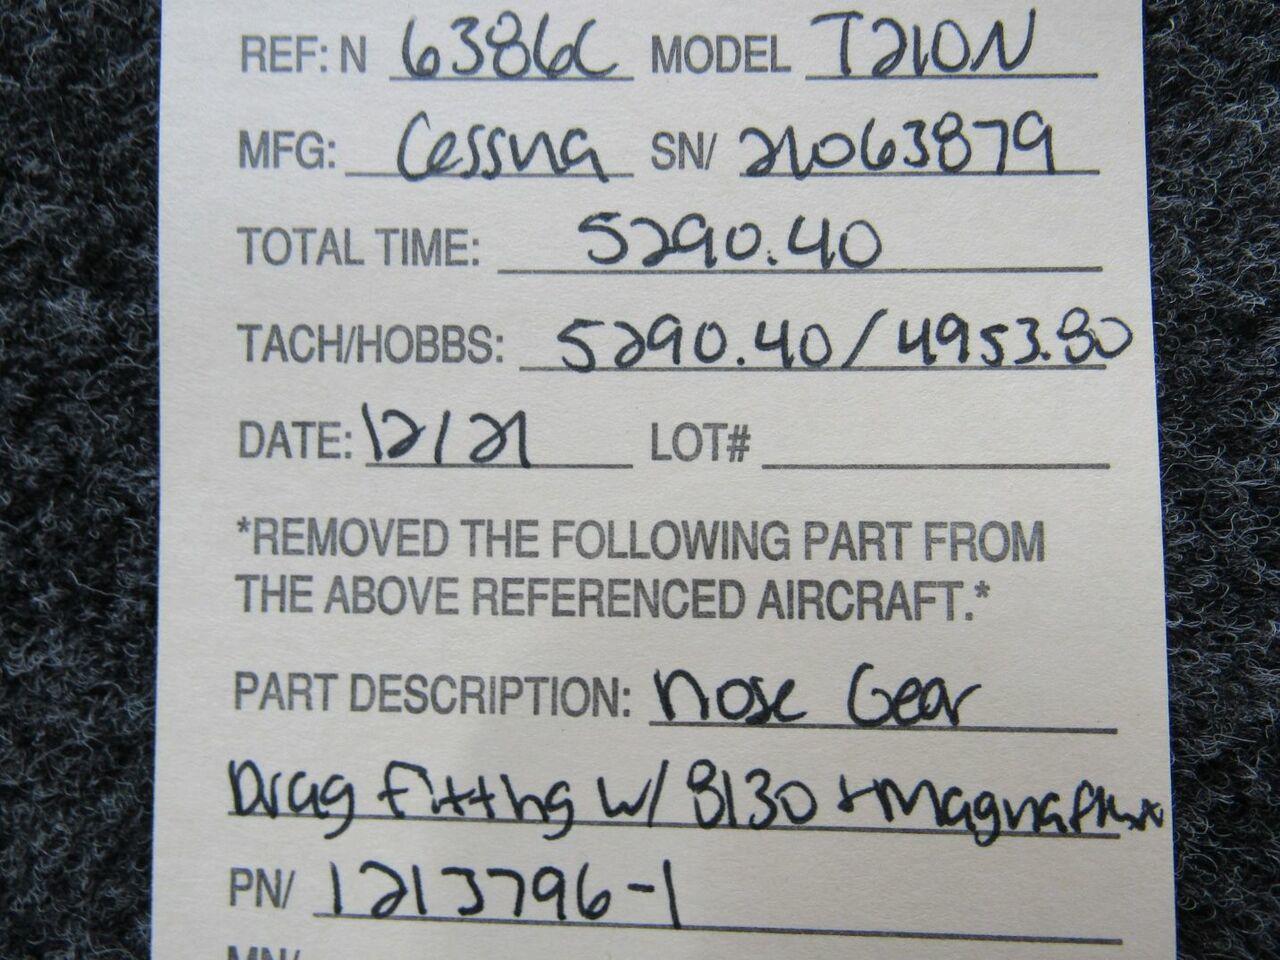 REF: N 6386C MODEL T210N
MFG: Cessna SN/ 21063879
TOTAL TIME: 5290.40
TACH/HOBBS: 5290.40/4953.80
DATE: 12/21 LOT#
*REMOVED THE FOLLOWING PART FROM
THE ABOVE REFERENCED AIRCRAFT.*
PART DESCRIPTION: Nose Gear
Drag Fitting w/ 8130 + Magnaflux
PN/ 1213796-1
MN/